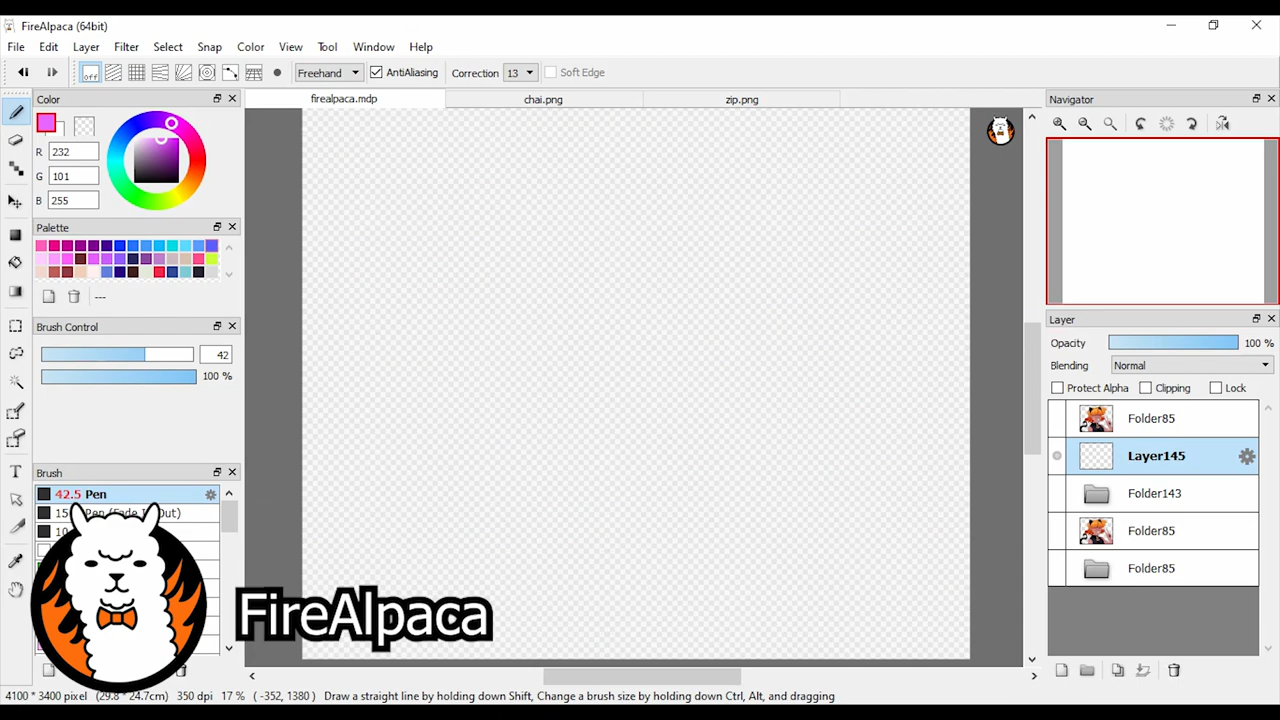 FireAlpaca (64bit)
File Edit Layer Filter Select Snap Color View Tool Window Help
off Freehand AntiAliasing Correction 13 Soft Edge
Color
R 232
G 101
B 255
Palette
---
Brush Control
42
100 %
Brush
42.5 Pen
15 Pen (Fade I Out)
10
firealpaca.mdp chai.png zip.png
FireAlpaca
Navigator
Layer
Opacity 100 %
Blending Normal
Protect Alpha Clipping Lock
Folder85
Layer145
Folder143
Folder85
Folder85
4100 * 3400 pixel (29.8 * 24.7cm) 350 dpi 17 % ( -352, 1380) Draw a straight line by holding down Shift, Change a brush size by holding down Ctrl, Alt, and dragging